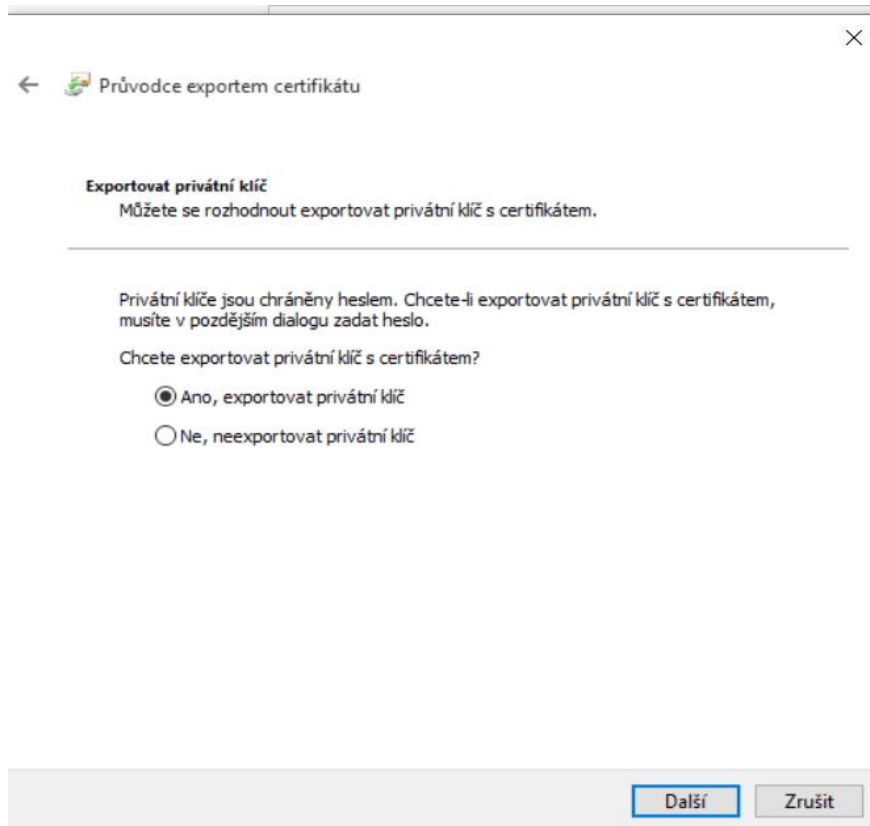 Průvodce exportem certifikátu
Exportovat privátní klíč
Můžete se rozhodnout exportovat privátní klíč s certifikátem.
Privátní klíče jsou chráněny heslem. Chcete-li exportovat privátní klíč s certifikátem,
musíte v pozdějším dialogu zadat heslo.
Chcete exportovat privátní klíč s certifikátem?
Ano, exportovat privátní klíč
Ne, neexportovat privátní klíč
Další
Zrušit